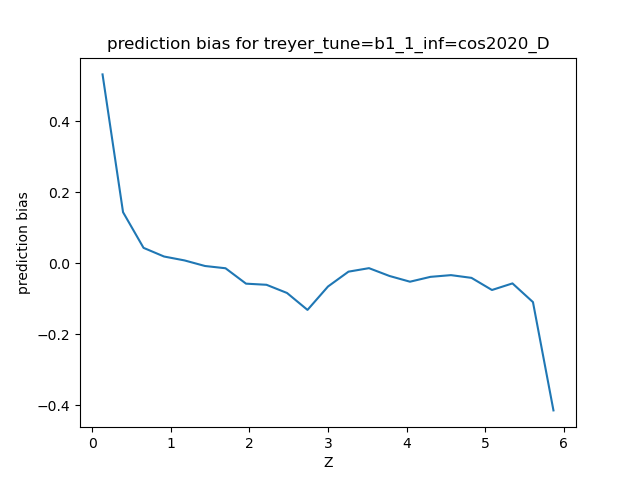 prediction bias for treyer_tune=b1_1_inf=cos2020_D
prediction bias
0.4
0.2
0.0
−0.2
−0.4
0 1 2 3 4 5 6
Z